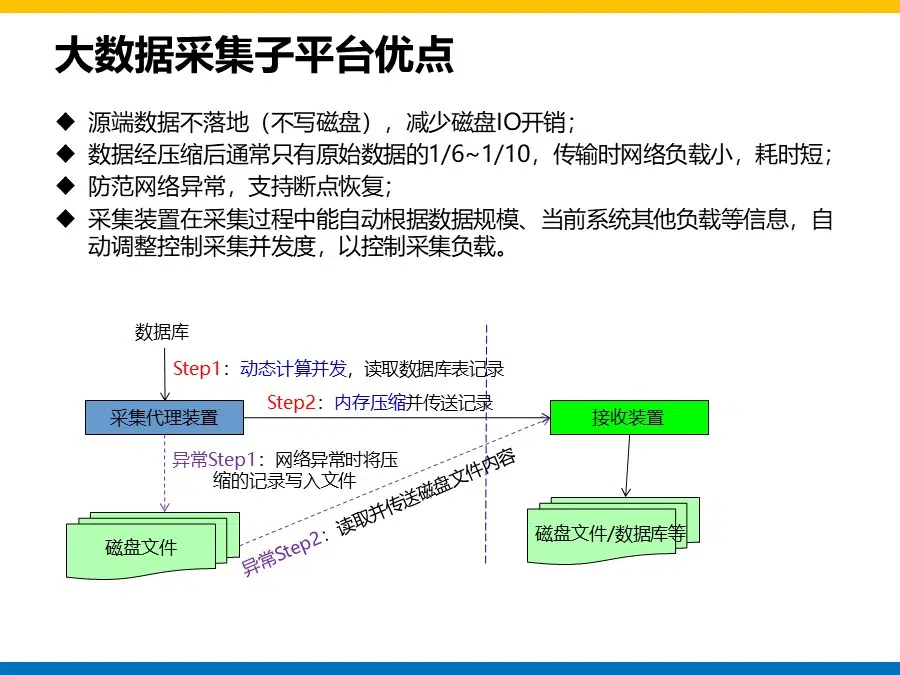 大数据采集子平台优点
◆ 源端数据不落地（不写磁盘），减少磁盘IO开销；
◆ 数据经压缩后通常只有原始数据的1/6~1/10，传输时网络负载小，耗时短；
◆ 防范网络异常，支持断点恢复；
◆ 采集装置在采集过程中能自动根据数据规模、当前系统其他负载等信息，自
动调整控制采集并发度，以控制采集负载。
数据库
Step1：动态计算并发，读取数据库表记录
Step2：内存压缩并传送记录
采集代理装置
接收装置
异常Step1：网络异常时将压
缩的记录写入文件
异常Step2：读取并传送磁盘文件内容
磁盘文件
磁盘文件/数据库等